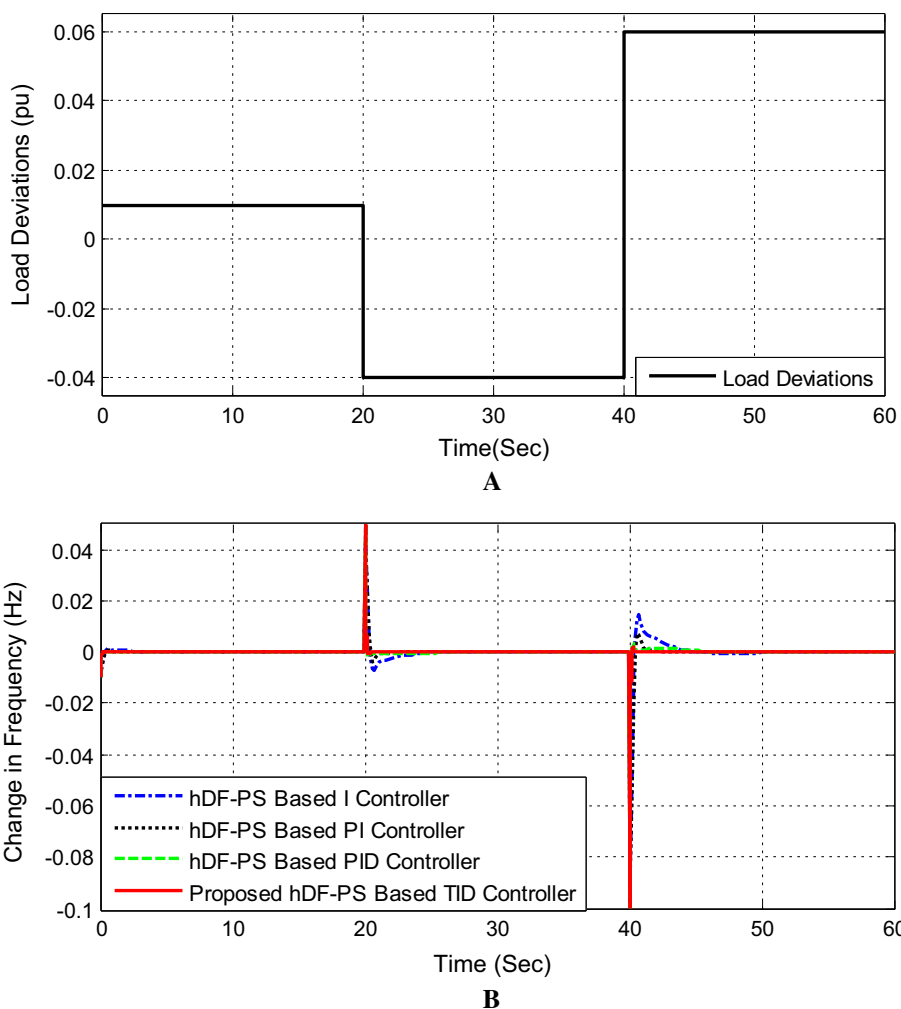 0.06
0.04
0.02
0
-0.02
-0.04
Load Deviations (pu)
Load Deviations
0 10 20 30 40 50 60
Time(Sec)
A
0.04
0.02
0
-0.02
-0.04
-0.06
-0.08
-0.1
Change in Frequency (Hz)
hDF-PS Based I Controller
hDF-PS Based PI Controller
hDF-PS Based PID Controller
Proposed hDF-PS Based TID Controller
0 10 20 30 40 50 60
Time (Sec)
B